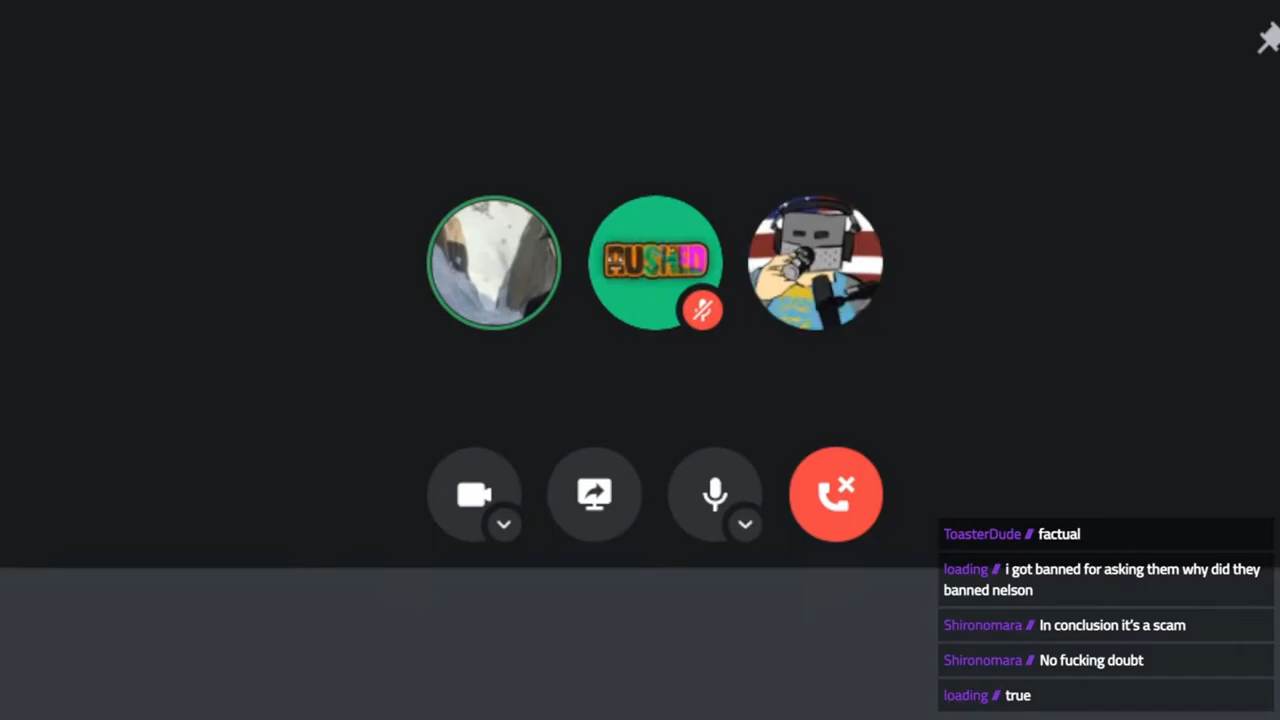 RUSHED
ToasterDude // factual
loading // i got banned for asking them why did they
banned nelson
Shironomara // In conclusion it's a scam
Shironomara // No fucking doubt
loading // true